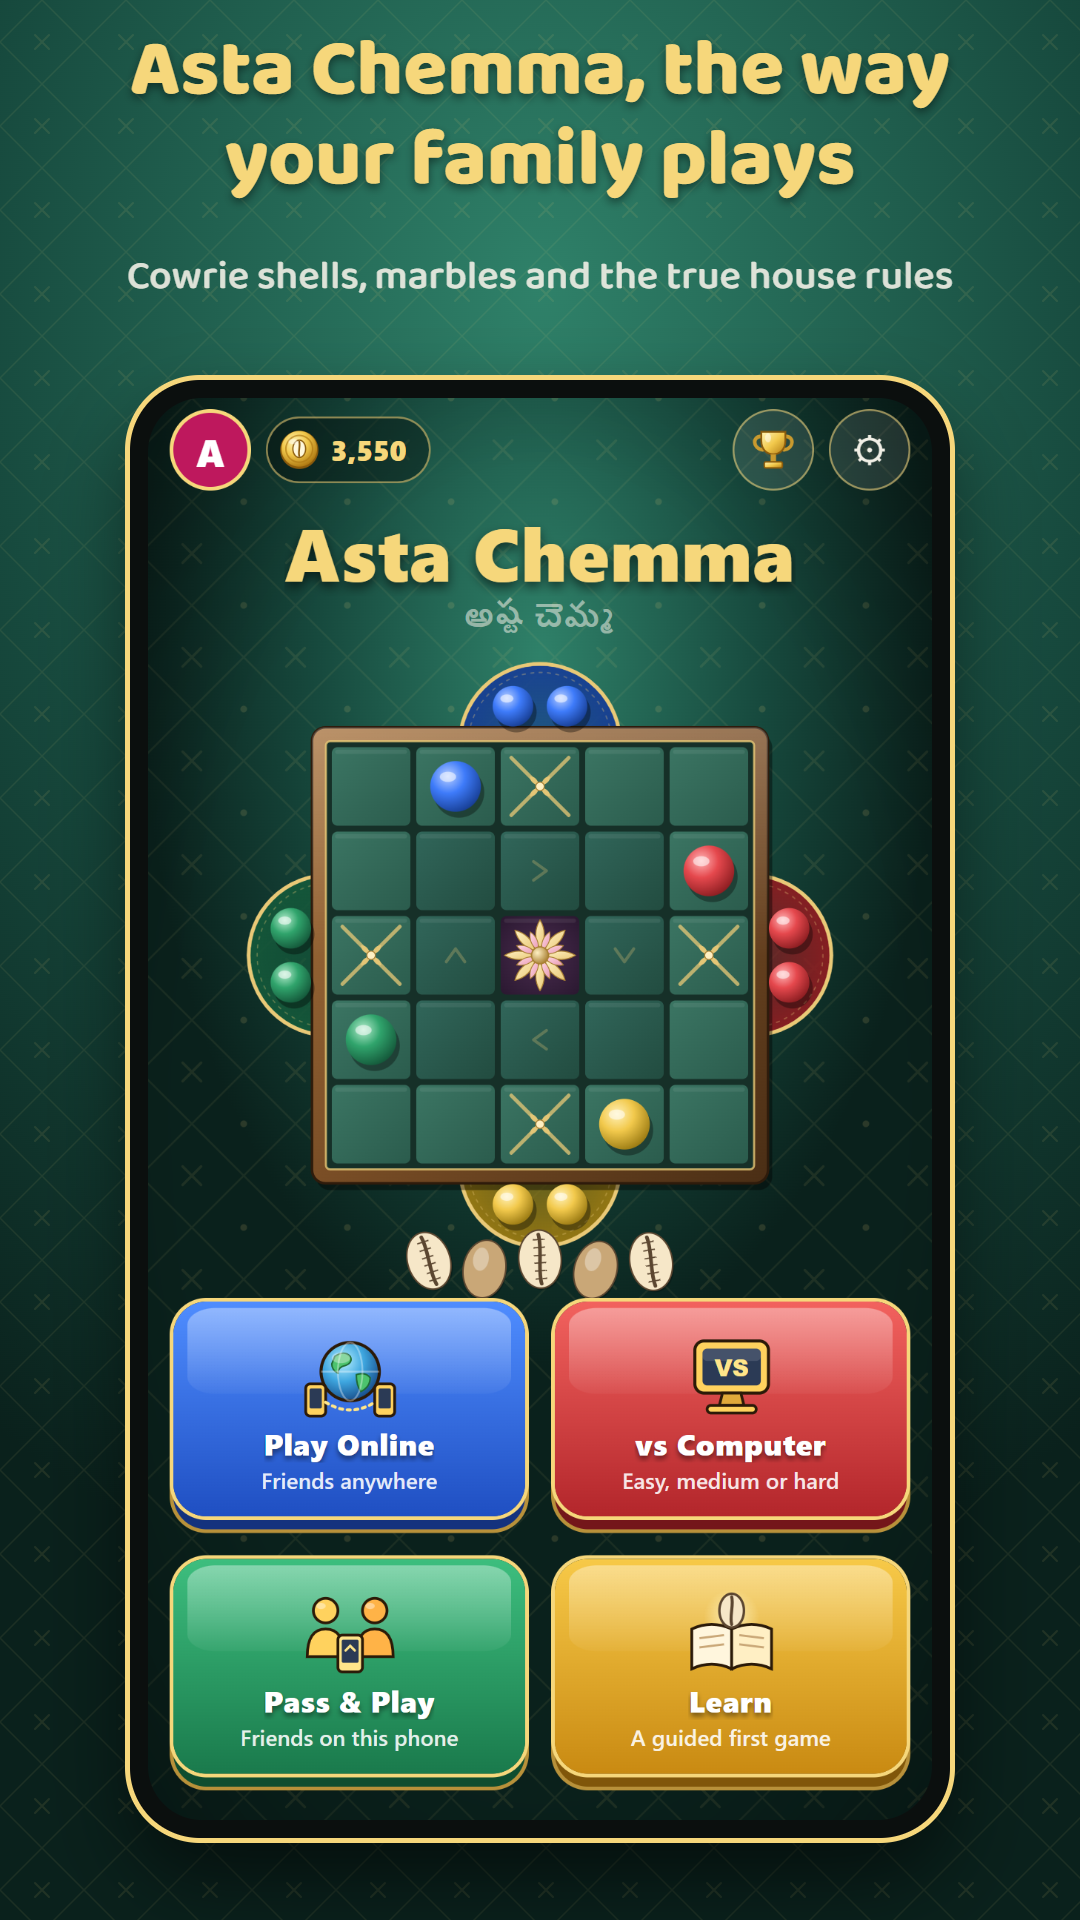 Asta Chemma, the way
your family plays
Cowrie shells, marbles and the true house rules
A
3,550
Asta Chemma
అష్ట చెమ్మ
VS
Play Online
Friends anywhere
vs Computer
Easy, medium or hard
Pass & Play
Friends on this phone
Learn
A guided first game